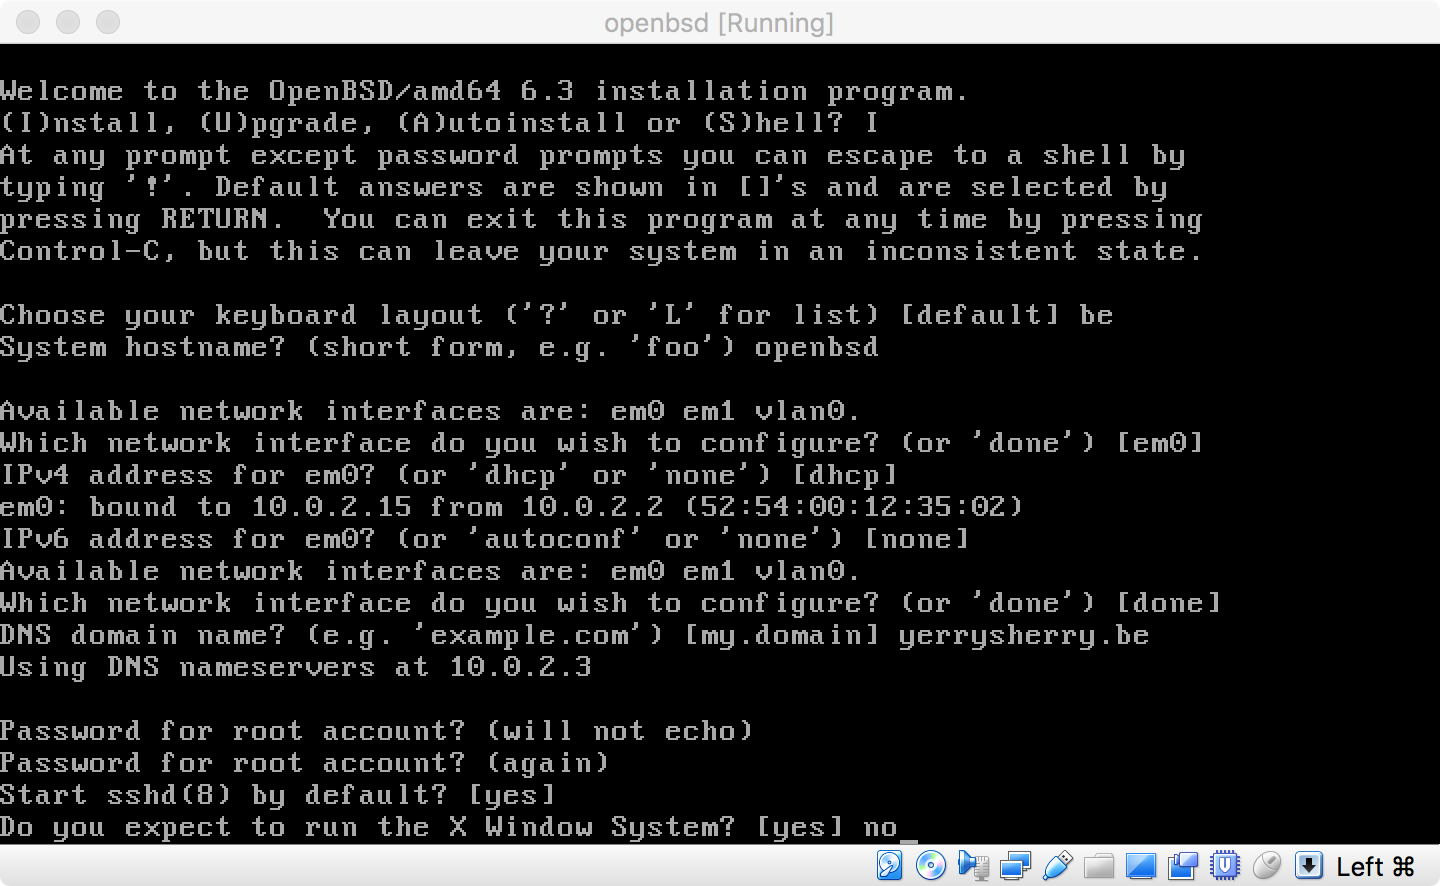 openbsd [Running]
Welcome to the OpenBSD/amd64 6.3 installation program.
(I)nstall, (U)pgrade, (A)utoinstall or (S)hell? I
At any prompt except password prompts you can escape to a shell by
typing '!'. Default answers are shown in []'s and are selected by
pressing RETURN.  You can exit this program at any time by pressing
Control-C, but this can leave your system in an inconsistent state.
Choose your keyboard layout ('?' or 'L' for list) [default] be
System hostname? (short form, e.g. 'foo') openbsd
Available network interfaces are: em0 em1 vlan0.
Which network interface do you wish to configure? (or 'done') [em0]
IPv4 address for em0? (or 'dhcp' or 'none') [dhcp]
em0: bound to 10.0.2.15 from 10.0.2.2 (52:54:00:12:35:02)
IPv6 address for em0? (or 'autoconf' or 'none') [none]
Available network interfaces are: em0 em1 vlan0.
Which network interface do you wish to configure? (or 'done') [done]
DNS domain name? (e.g. 'example.com') [my.domain] yerrysherry.be
Using DNS nameservers at 10.0.2.3
Password for root account? (will not echo)
Password for root account? (again)
Start sshd(8) by default? [yes]
Do you expect to run the X Window System? [yes] no_
Left ⌘